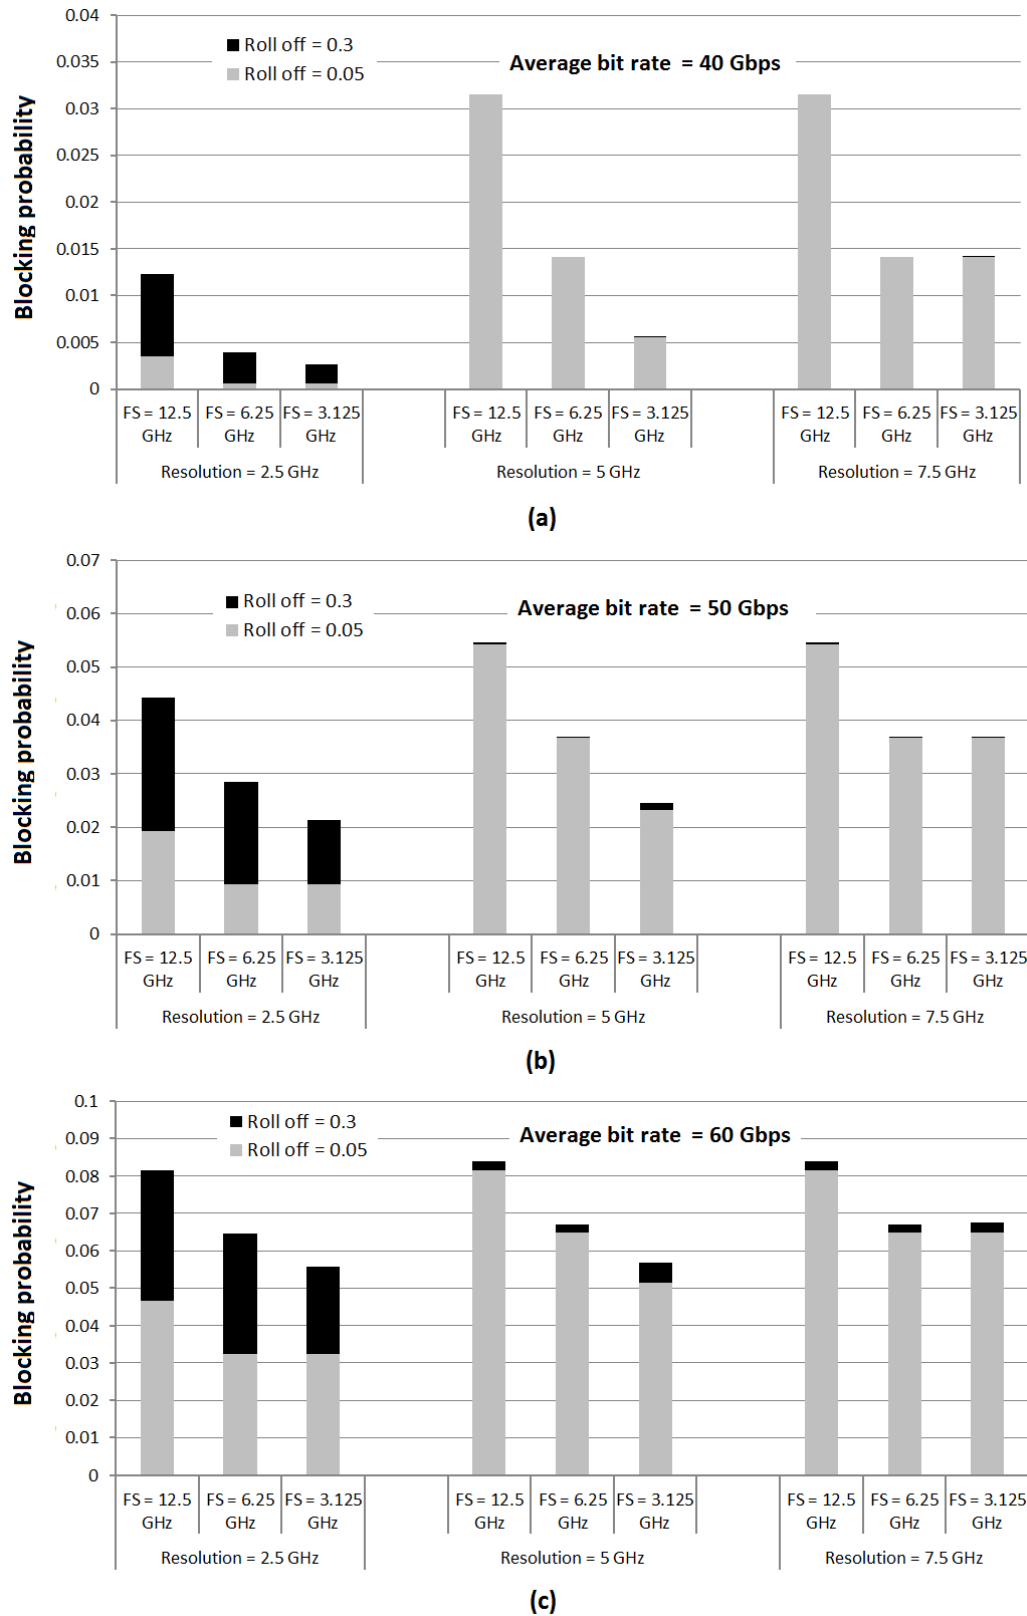 0.04
0.035
0.03
0.025
0.02
0.015
0.01
0.005
0
Blocking probability
Roll off = 0.3
Roll off = 0.05
Average bit rate = 40 Gbps
FS = 12.5 GHz
FS = 6.25 GHz
FS = 3.125 GHz
FS = 12.5 GHz
FS = 6.25 GHz
FS = 3.125 GHz
FS = 12.5 GHz
FS = 6.25 GHz
FS = 3.125 GHz
Resolution = 2.5 GHz
Resolution = 5 GHz
Resolution = 7.5 GHz
(a)
0.07
0.06
0.05
0.04
0.03
0.02
0.01
0
Blocking probability
Roll off = 0.3
Roll off = 0.05
Average bit rate = 50 Gbps
FS = 12.5 GHz
FS = 6.25 GHz
FS = 3.125 GHz
FS = 12.5 GHz
FS = 6.25 GHz
FS = 3.125 GHz
FS = 12.5 GHz
FS = 6.25 GHz
FS = 3.125 GHz
Resolution = 2.5 GHz
Resolution = 5 GHz
Resolution = 7.5 GHz
(b)
0.1
0.09
0.08
0.07
0.06
0.05
0.04
0.03
0.02
0.01
0
Blocking probability
Roll off = 0.3
Roll off = 0.05
Average bit rate = 60 Gbps
FS = 12.5 GHz
FS = 6.25 GHz
FS = 3.125 GHz
FS = 12.5 GHz
FS = 6.25 GHz
FS = 3.125 GHz
FS = 12.5 GHz
FS = 6.25 GHz
FS = 3.125 GHz
Resolution = 2.5 GHz
Resolution = 5 GHz
Resolution = 7.5 GHz
(c)